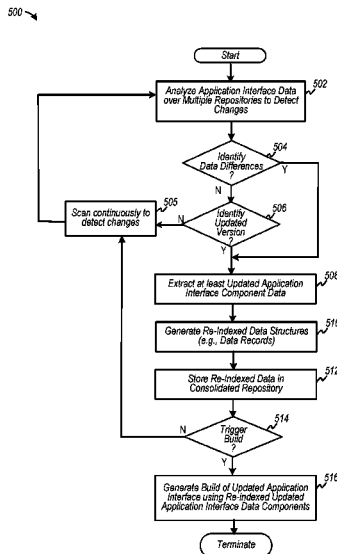 500
Start
Analyze Application Interface Data
over Multiple Repositories to Detect
Changes
502
504
Identify
Data Differences
?
Y
N
505
Scan continuously to
detect changes
506
Identify
Updated
Version
?
N
Y
508
Extract at least Updated Application
Interface Component Data
510
Generate Re-Indexed Data Structures
(e.g., Data Records)
512
Store Re-Indexed Data in
Consolidated Repository
514
Trigger
Build
?
N
Y
516
Generate Build of Updated Application
Interface using Re-indexed Updated
Application Interface Data Components
Terminate